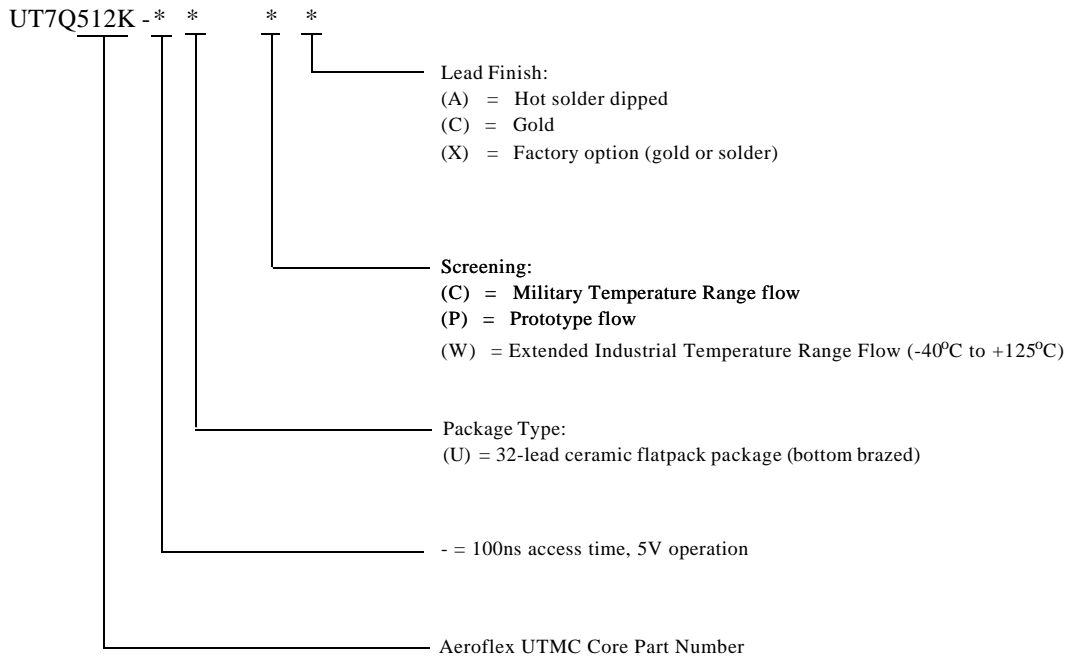 UT7Q512K -* * * *
Lead Finish:
(A) = Hot solder dipped
(C) = Gold
(X) = Factory option (gold or solder)
Screening:
(C) = Military Temperature Range flow
(P) = Prototype flow
(W) = Extended Industrial Temperature Range Flow (-40°C to +125°C)
Package Type:
(U) = 32-lead ceramic flatpack package (bottom brazed)
- = 100ns access time, 5V operation
Aeroflex UTMC Core Part Number